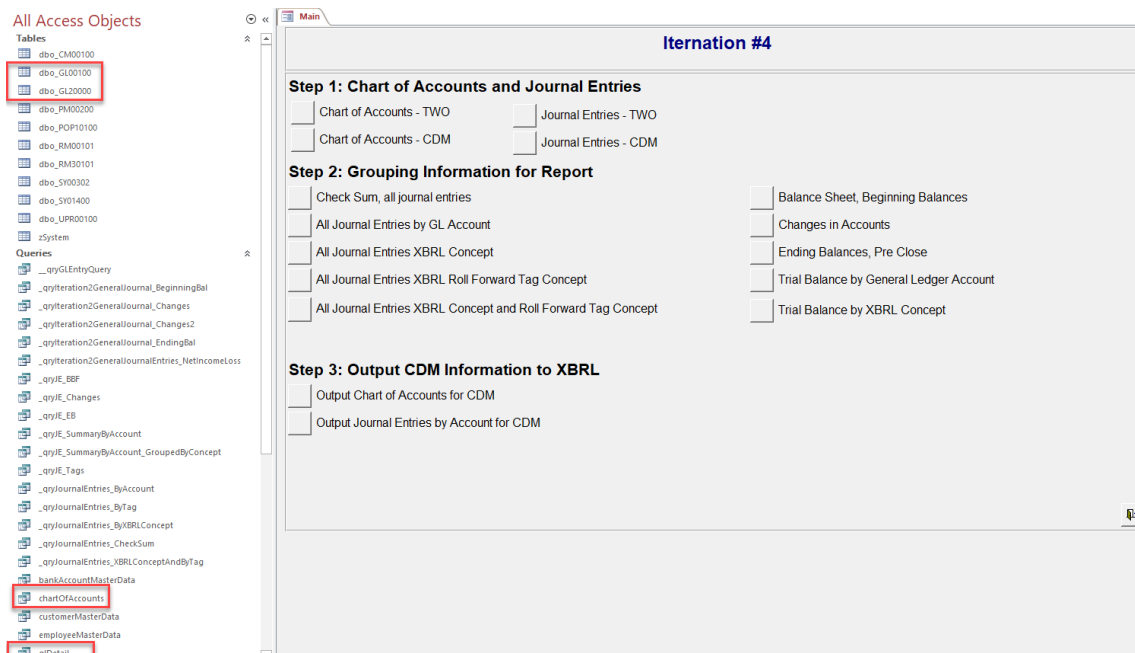 All Access Objects
Tables
dbo_CM00100
dbo_GL00100
dbo_GL20000
dbo_PM00200
dbo_POP10100
dbo_RM00101
dbo_RM30101
dbo_SY00302
dbo_SY01400
dbo_UPR00100
zSystem
Queries
__qryGLEntryQuery
_qryIteration2GeneralJournal_BeginningBal
_qryIteration2GeneralJournal_Changes
_qryIteration2GeneralJournal_Changes2
_qryIteration2GeneralJournal_EndingBal
_qryIteration2GeneralJournalEntries_NetIncomeLoss
_qryJE_BBF
_qryJE_Changes
_qryJE_EB
_qryJE_SummaryByAccount
_qryJE_SummaryByAccount_GroupedByConcept
_qryJE_Tags
_qryJournalEntries_ByAccount
_qryJournalEntries_ByTag
_qryJournalEntries_ByXBRLConcept
_qryJournalEntries_CheckSum
_qryJournalEntries_XBRLConceptAndByTag
bankAccountMasterData
chartOfAccounts
customerMasterData
employeeMasterData
Main
Iternation #4
Step 1: Chart of Accounts and Journal Entries
Chart of Accounts - TWO
Journal Entries - TWO
Chart of Accounts - CDM
Journal Entries - CDM
Step 2: Grouping Information for Report
Check Sum, all journal entries
Balance Sheet, Beginning Balances
All Journal Entries by GL Account
Changes in Accounts
All Journal Entries XBRL Concept
Ending Balances, Pre Close
All Journal Entries XBRL Roll Forward Tag Concept
Trial Balance by General Ledger Account
All Journal Entries XBRL Concept and Roll Forward Tag Concept
Trial Balance by XBRL Concept
Step 3: Output CDM Information to XBRL
Output Chart of Accounts for CDM
Output Journal Entries by Account for CDM